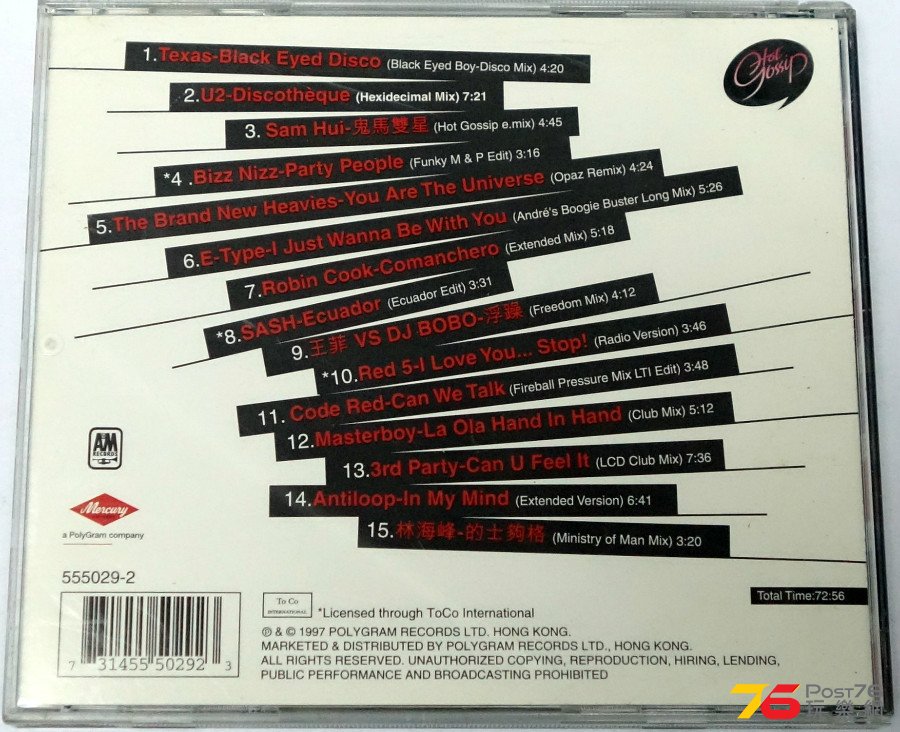 Hot Gossip
1.Texas-Black Eyed Disco (Black Eyed Boy-Disco Mix) 4:20
2.U2-Discothèque (Hexidecimal Mix) 7:21
3. Sam Hui-鬼馬雙星 (Hot Gossip e.mix) 4:45
*4 .Bizz Nizz-Party People (Funky M & P Edit) 3:16
5.The Brand New Heavies-You Are The Universe (Opaz Remix) 4:24
6.E-Type-I Just Wanna Be With You (André's Boogie Buster Long Mix) 5:26
7.Robin Cook-Comanchero (Extended Mix) 5:18
*8.SASH-Ecuador (Ecuador Edit) 3:31
9.王菲 VS DJ BOBO-浮躁 (Freedom Mix) 4:12
*10.Red 5-I Love You... Stop! (Radio Version) 3:46
11.Code Red-Can We Talk (Fireball Pressure Mix LTI Edit) 3:48
12.Masterboy-La Ola Hand In Hand (Club Mix) 5:12
13.3rd Party-Can U Feel It (LCD Club Mix) 7:36
14.Antiloop-In My Mind (Extended Version) 6:41
15.林海峰-的士夠格 (Ministry of Man Mix) 3:20
AM
RECORDS
Mercury
a PolyGram company
555029-2
Total Time:72:56
To Co
INTERNATIONAL
*Licensed through ToCo International
℗ & © 1997 POLYGRAM RECORDS LTD. HONG KONG.
MARKETED & DISTRIBUTED BY POLYGRAM RECORDS LTD., HONG KONG.
ALL RIGHTS RESERVED. UNAUTHORIZED COPYING, REPRODUCTION, HIRING, LENDING,
PUBLIC PERFORMANCE AND BROADCASTING PROHIBITED
7 31455 50292 3
76 Post76
玩樂網